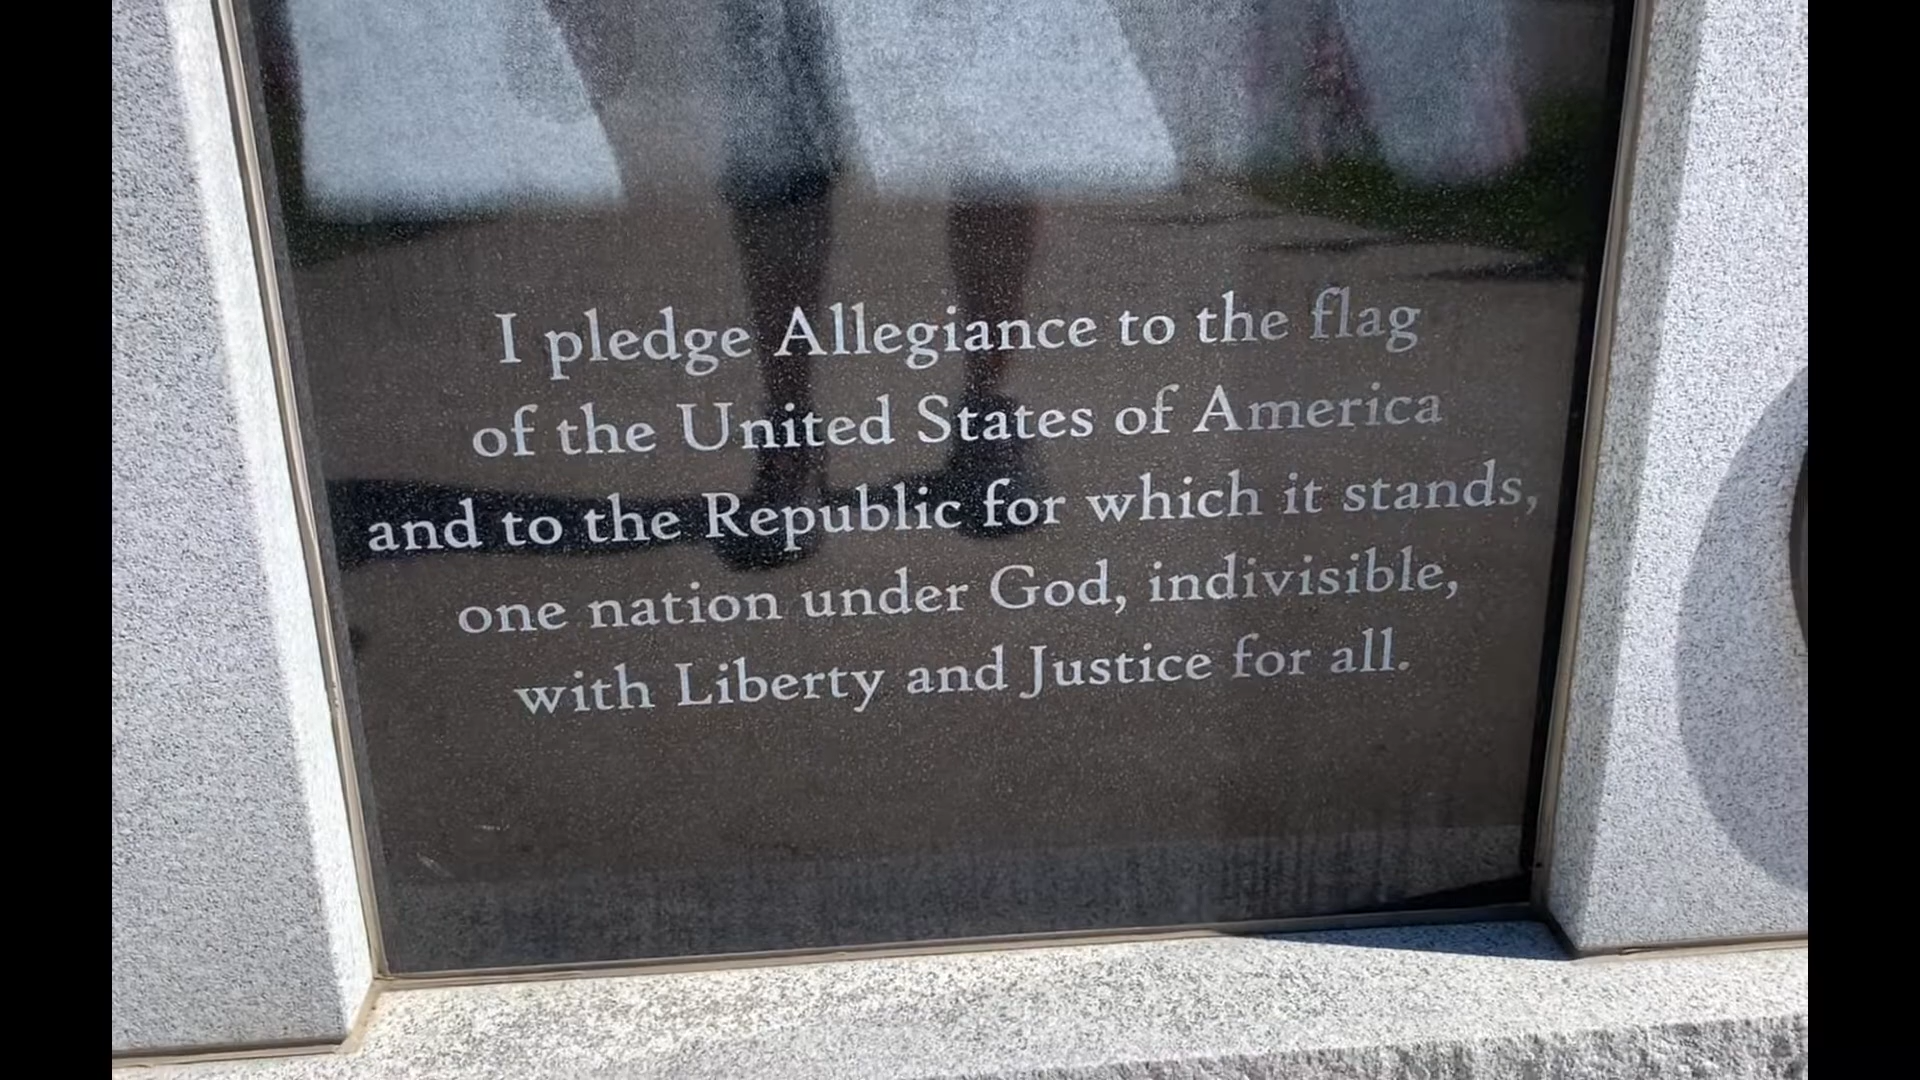 I pledge Allegiance to the flag
of the United States of America
and to the Republic for which it stands,
one nation under God, indivisible,
with Liberty and Justice for all.